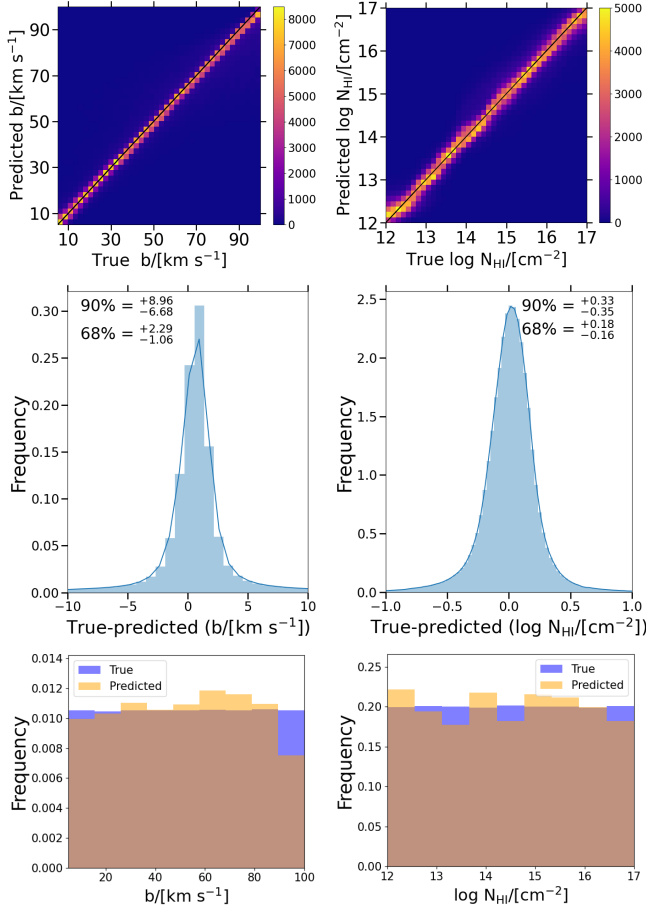 Predicted b/[km s⁻¹]
90
70
50
30
10
10 30 50 70 90
True b/[km s⁻¹]
8000
7000
6000
5000
4000
3000
2000
1000
0
Predicted log N_HI/[cm⁻²]
17
16
15
14
13
12
12 13 14 15 16 17
True log N_HI/[cm⁻²]
5000
4000
3000
2000
1000
0
90% = +8.96 −6.68
68% = +2.29 −1.06
Frequency
0.30
0.25
0.20
0.15
0.10
0.05
0.00
−10 −5 0 5 10
True-predicted (b/[km s⁻¹])
90% = +0.33 −0.35
68% = +0.18 −0.16
Frequency
2.5
2.0
1.5
1.0
0.5
0.0
−1.0 −0.5 0.0 0.5 1.0
True-predicted (log N_HI/[cm⁻²])
True
Predicted
Frequency
0.014
0.012
0.010
0.008
0.006
0.004
0.002
0.000
20 40 60 80 100
b/[km s⁻¹]
True
Predicted
Frequency
0.25
0.20
0.15
0.10
0.05
0.00
12 13 14 15 16 17
log N_HI/[cm⁻²]